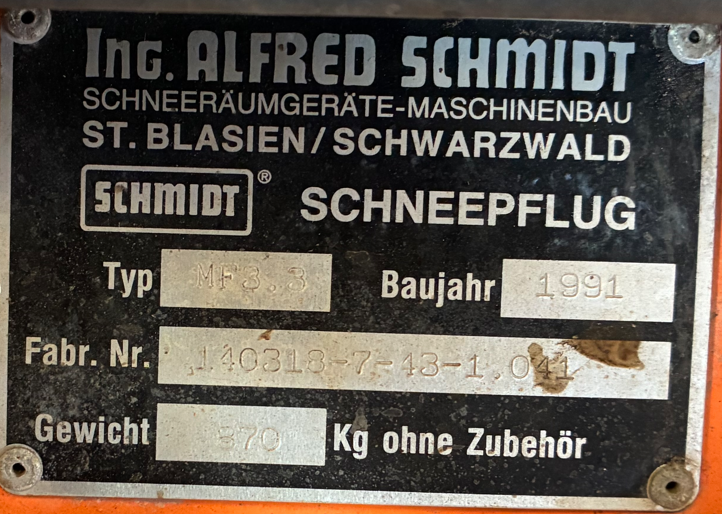 Ing. ALFRED SCHMIDT
SCHNEERÄUMGERÄTE-MASCHINENBAU
ST. BLASIEN/SCHWARZWALD
SCHMIDT® SCHNEEPFLUG
Typ MF3.3 Baujahr 1991
Fabr. Nr. 140318-7-43-1.041
Gewicht 870 Kg ohne Zubehör